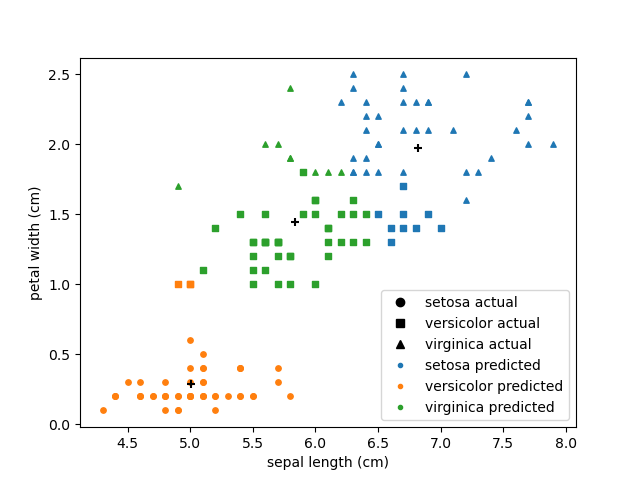 2.5
2.0
1.5
1.0
0.5
0.0
petal width (cm)
setosa actual
versicolor actual
virginica actual
setosa predicted
versicolor predicted
virginica predicted
4.5 5.0 5.5 6.0 6.5 7.0 7.5 8.0
sepal length (cm)